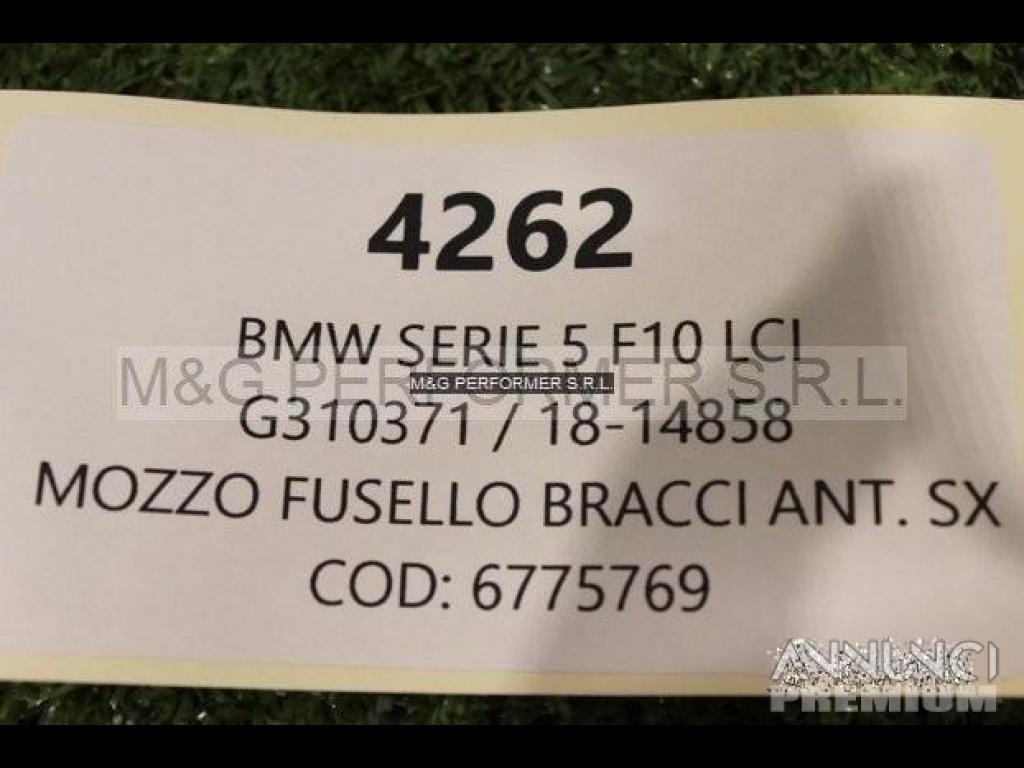 4262
BMW SERIE 5 F10 LCI
M&G PERFORMER S.R.L.
M&G PERFORMER S.R.L.
G310371 / 18-14858
MOZZO FUSELLO BRACCI ANT. SX
COD: 6775769
ANNUNCI
PREMIUM